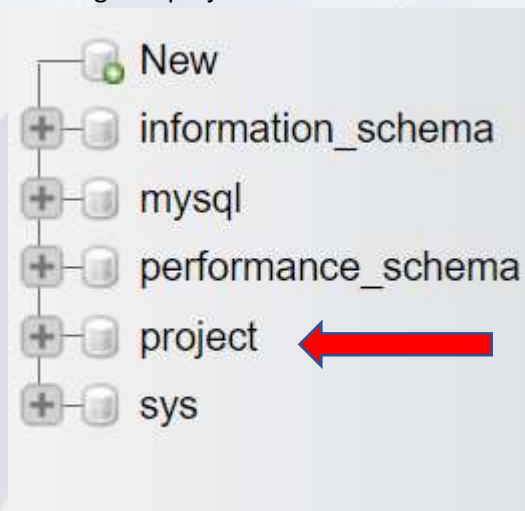 New
information_schema
mysql
performance_schema
project
sys